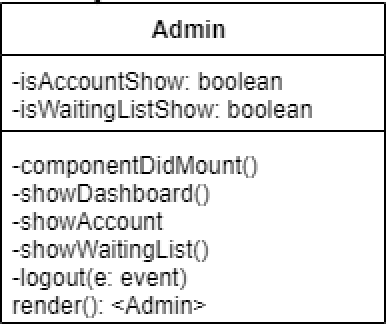 Admin
-isAccountShow: boolean
-isWaitingListShow: boolean
-componentDidMount()
-showDashboard()
-showAccount
-showWaitingList()
-logout(e: event)
render(): <Admin>